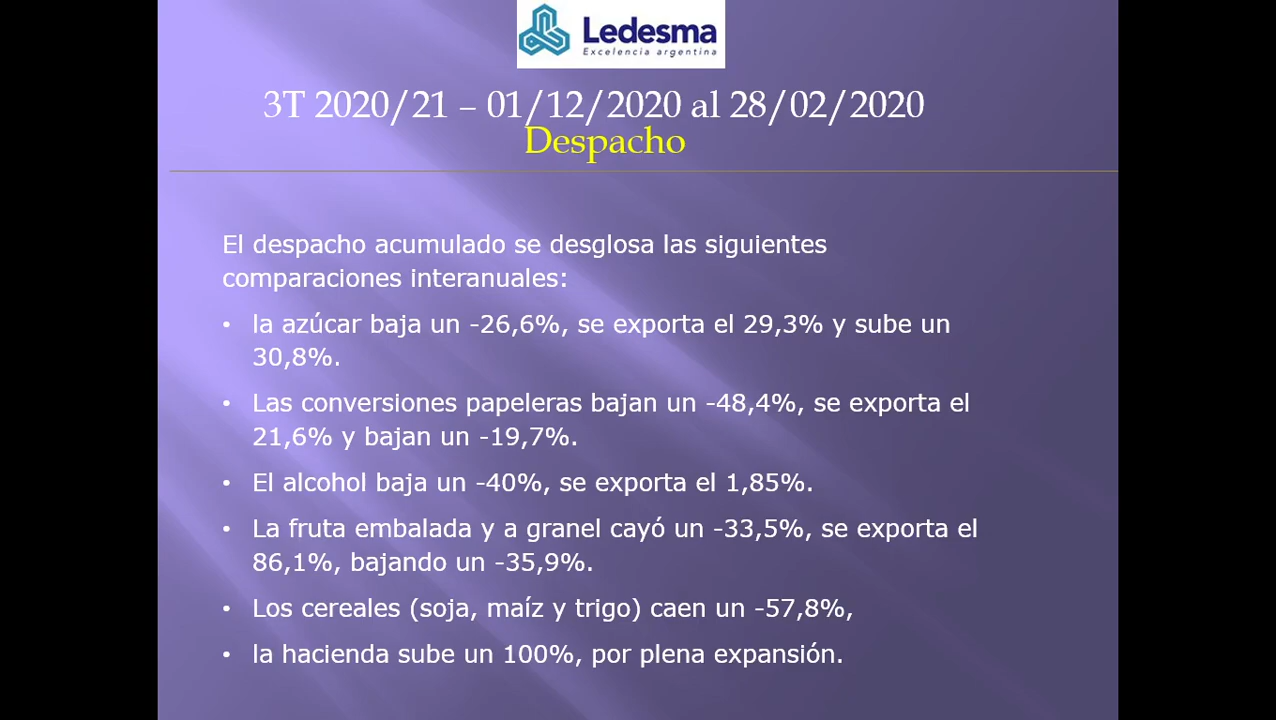 Ledesma
Excelencia argentina
3T 2020/21 – 01/12/2020 al 28/02/2020
Despacho
El despacho acumulado se desglosa las siguientes
comparaciones interanuales:
• la azúcar baja un -26,6%, se exporta el 29,3% y sube un
30,8%.
• Las conversiones papeleras bajan un -48,4%, se exporta el
21,6% y bajan un -19,7%.
• El alcohol baja un -40%, se exporta el 1,85%.
• La fruta embalada y a granel cayó un -33,5%, se exporta el
86,1%, bajando un -35,9%.
• Los cereales (soja, maíz y trigo) caen un -57,8%,
• la hacienda sube un 100%, por plena expansión.